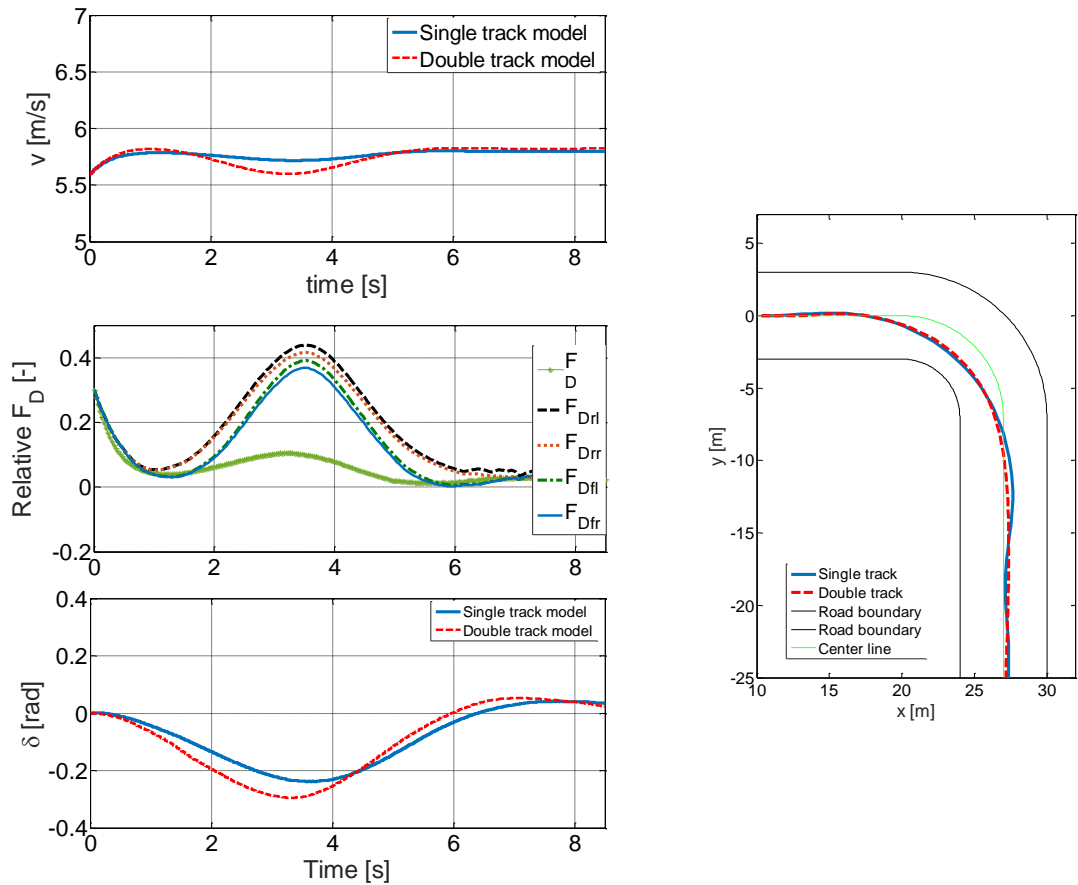 7
6.5
6
5.5
5
v [m/s]
Single track model
Double track model
0 2 4 6 8
time [s]
0.4
0.2
0
-0.2
Relative F_D [-]
F
D
F_Drl
F_Drr
F_Dfl
F_Dfr
0 2 4 6 8
0.4
0.2
0
-0.2
-0.4
δ [rad]
Single track model
Double track model
0 2 4 6 8
Time [s]
5
0
-5
-10
-15
-20
-25
y [m]
Single track
Double track
Road boundary
Road boundary
Center line
10 15 20 25 30
x [m]